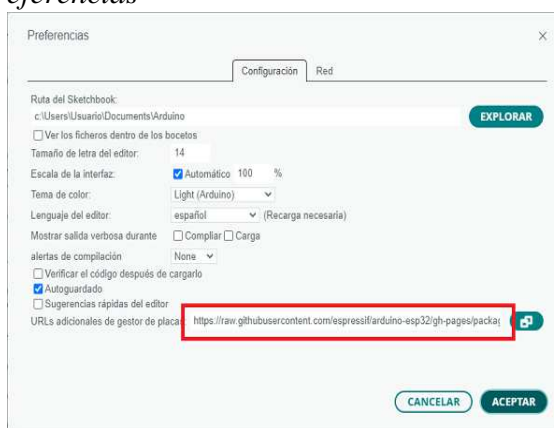 eferencias
Preferencias
Configuración Red
Ruta del Sketchbook:
c:\Users\Usuario\Documents\Arduino EXPLORAR
Ver los ficheros dentro de los bocetos
Tamaño de letra del editor: 14
Escala de la interfaz: Automático 100 %
Tema de color: Light (Arduino)
Lenguaje del editor: español (Recarga necesaria)
Mostrar salida verbosa durante Compliar Carga
alertas de compilación None
Verificar el código después de cargarlo
Autoguardado
Sugerencias rápidas del editor
URLs adicionales de gestor de placas https://raw.githubusercontent.com/espressif/arduino-esp32/gh-pages/packag
CANCELAR ACEPTAR